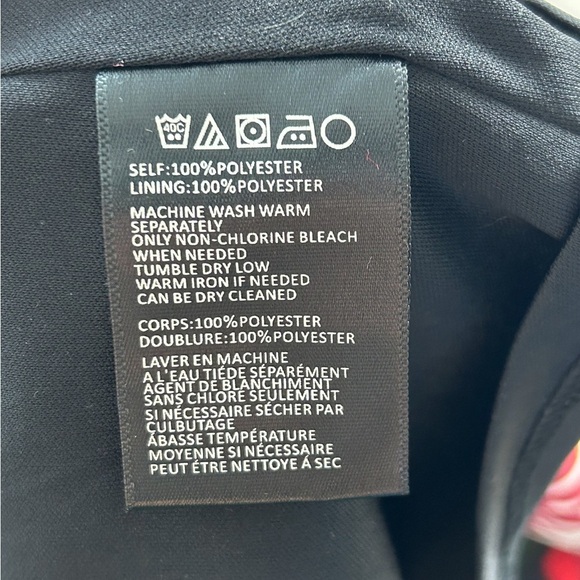 40C
SELF:100%POLYESTER
LINING:100%POLYESTER
MACHINE WASH WARM
SEPARATELY
ONLY NON-CHLORINE BLEACH
WHEN NEEDED
TUMBLE DRY LOW
WARM IRON IF NEEDED
CAN BE DRY CLEANED
CORPS:100%POLYESTER
DOUBLURE:100%POLYESTER
LAVER EN MACHINE
A L'EAU TIÉDE SÉPARÉMENT
AGENT DE BLANCHIMENT
SANS CHLORE SEULEMENT
SI NÉCESSAIRE SÉCHER PAR
CULBUTAGE
ÁBASSE TEMPÉRATURE
MOYENNE SI NÉCESSAIRE
PEUT ÉTRE NETTOYÉ A SEC